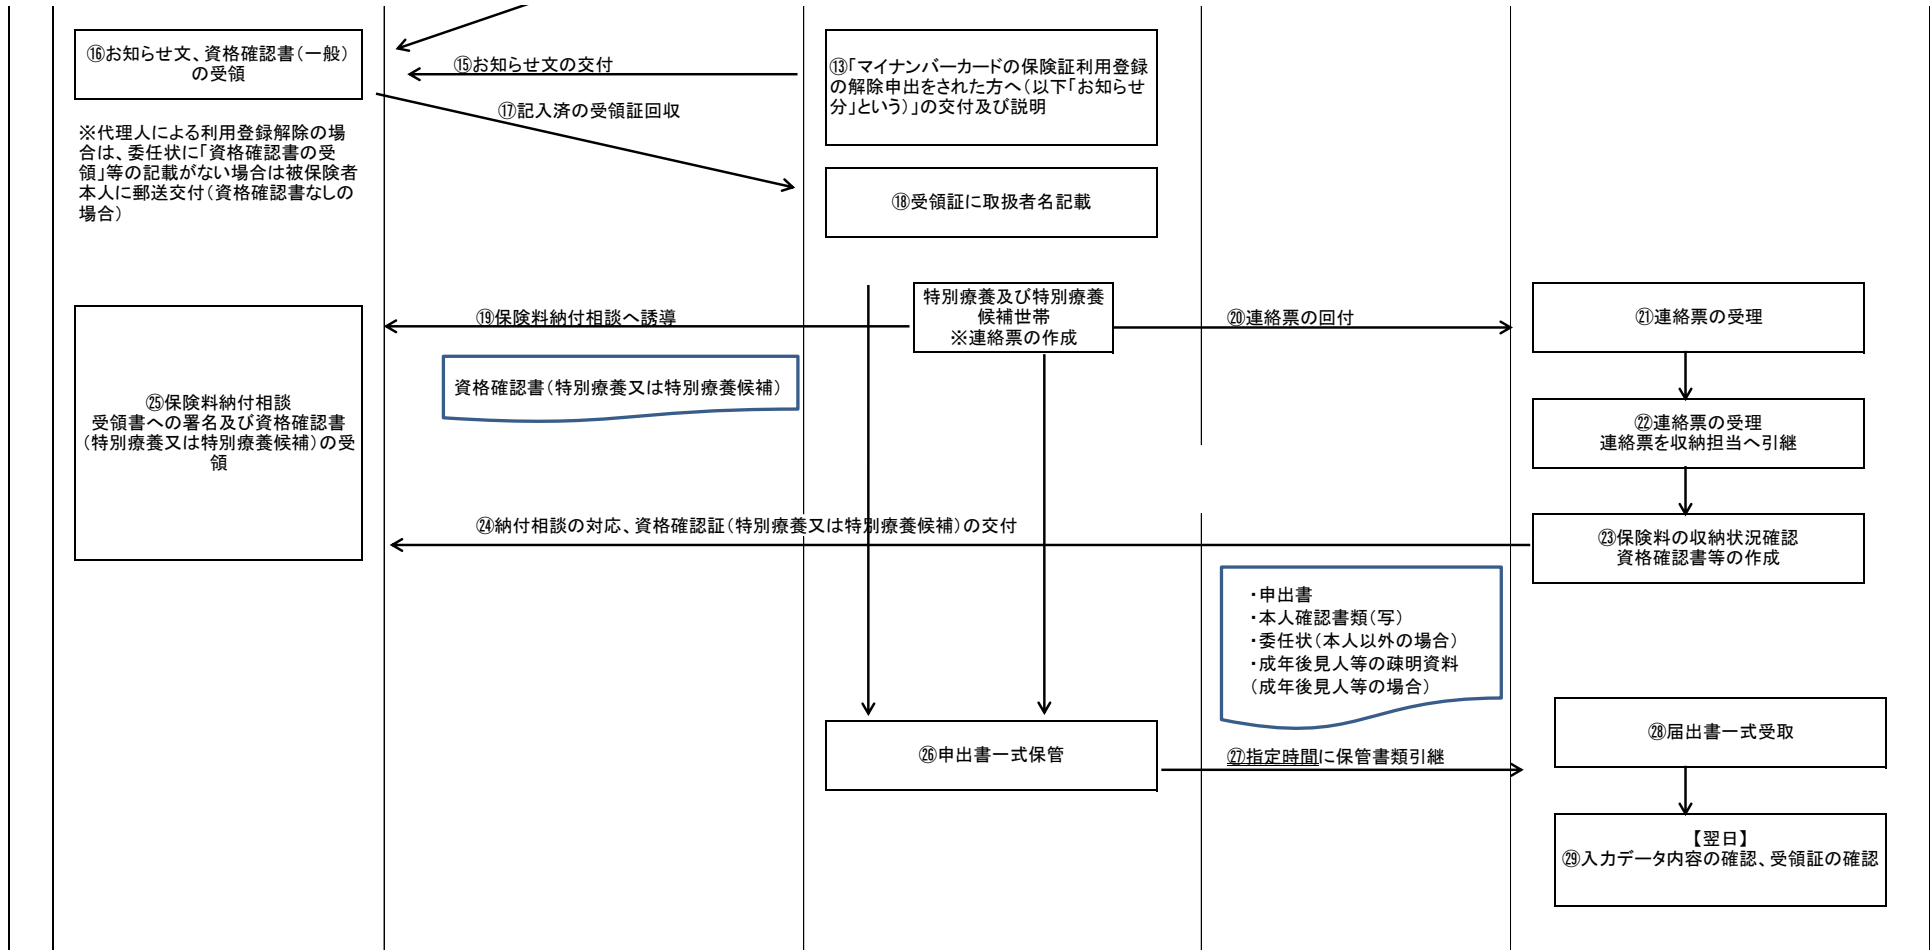 ⑯お知らせ文、資格確認書（一般）
の受領
⑮お知らせ文の交付
⑬「マイナンバーカードの保険証利用登録
の解除申出をされた方へ（以下「お知らせ
分」という）」の交付及び説明
⑰記入済の受領証回収
※代理人による利用登録解除の場
合は、委任状に「資格確認書の受
領」等の記載がない場合は被保険者
本人に郵送交付（資格確認書なしの
場合）
⑱受領証に取扱者名記載
⑲保険料納付相談へ誘導
特別療養及び特別療養
候補世帯
※連絡票の作成
⑳連絡票の回付
㉑連絡票の受理
資格確認書（特別療養又は特別療養候補）
㉕保険料納付相談
受領書への署名及び資格確認書
（特別療養又は特別療養候補）の受
領
㉒連絡票の受理
連絡票を収納担当へ引継
㉔納付相談の対応、資格確認証（特別療養又は特別療養候補）の交付
㉓保険料の収納状況確認
資格確認書等の作成
・申出書
・本人確認書類（写）
・委任状（本人以外の場合）
・成年後見人等の疎明資料
（成年後見人等の場合）
㉖申出書一式保管
㉗指定時間に保管書類引継
㉘届出書一式受取
【翌日】
㉙入力データ内容の確認、受領証の確認